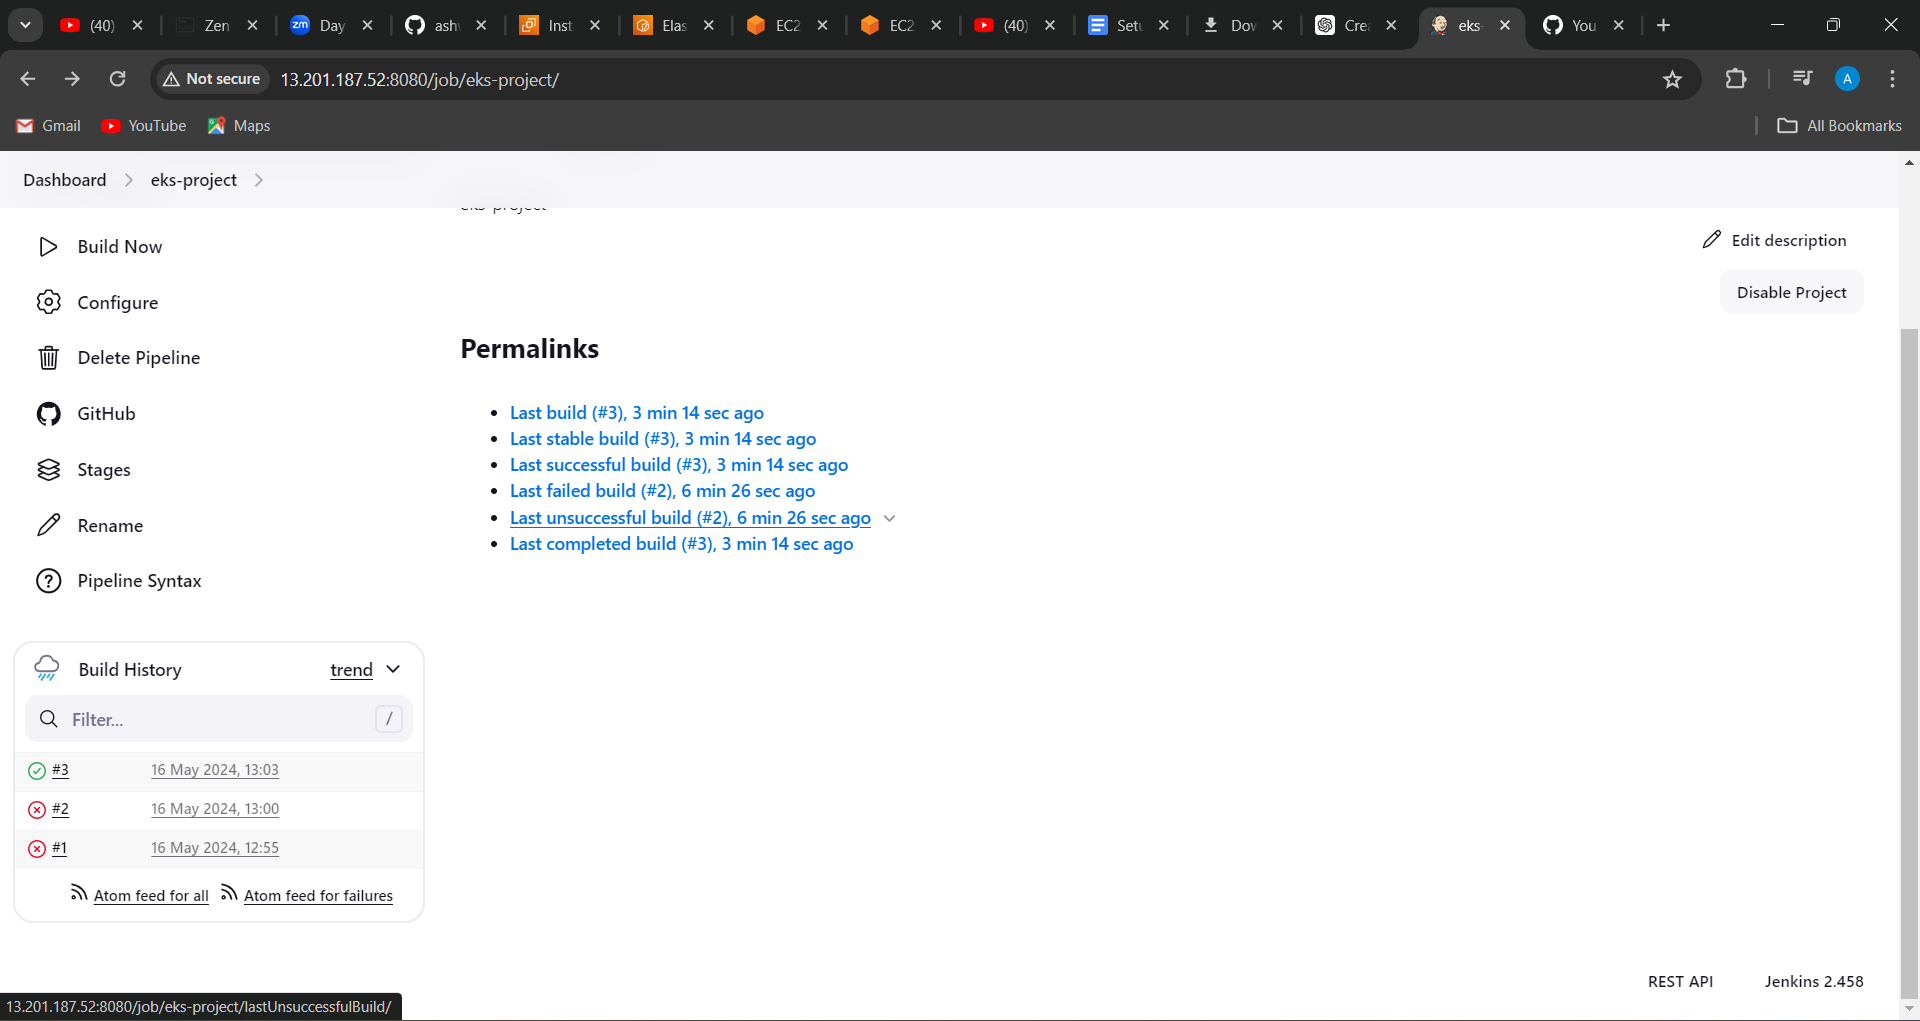 (40)
Zen
zm Day
ash
Inst
Elas
EC2
EC2
(40)
Setu
Dov
Crea
eks-
You
Not secure
13.201.187.52:8080/job/eks-project/
A
Gmail
YouTube
Maps
All Bookmarks
Dashboard
eks-project
eks-project
Build Now
Configure
Delete Pipeline
GitHub
Stages
Rename
Pipeline Syntax
Edit description
Disable Project
Permalinks
Last build (#3), 3 min 14 sec ago
Last stable build (#3), 3 min 14 sec ago
Last successful build (#3), 3 min 14 sec ago
Last failed build (#2), 6 min 26 sec ago
Last unsuccessful build (#2), 6 min 26 sec ago
Last completed build (#3), 3 min 14 sec ago
Build History
trend
Filter...
/
#3 16 May 2024, 13:03
#2 16 May 2024, 13:00
#1 16 May 2024, 12:55
Atom feed for all
Atom feed for failures
REST API
Jenkins 2.458
13.201.187.52:8080/job/eks-project/lastUnsuccessfulBuild/